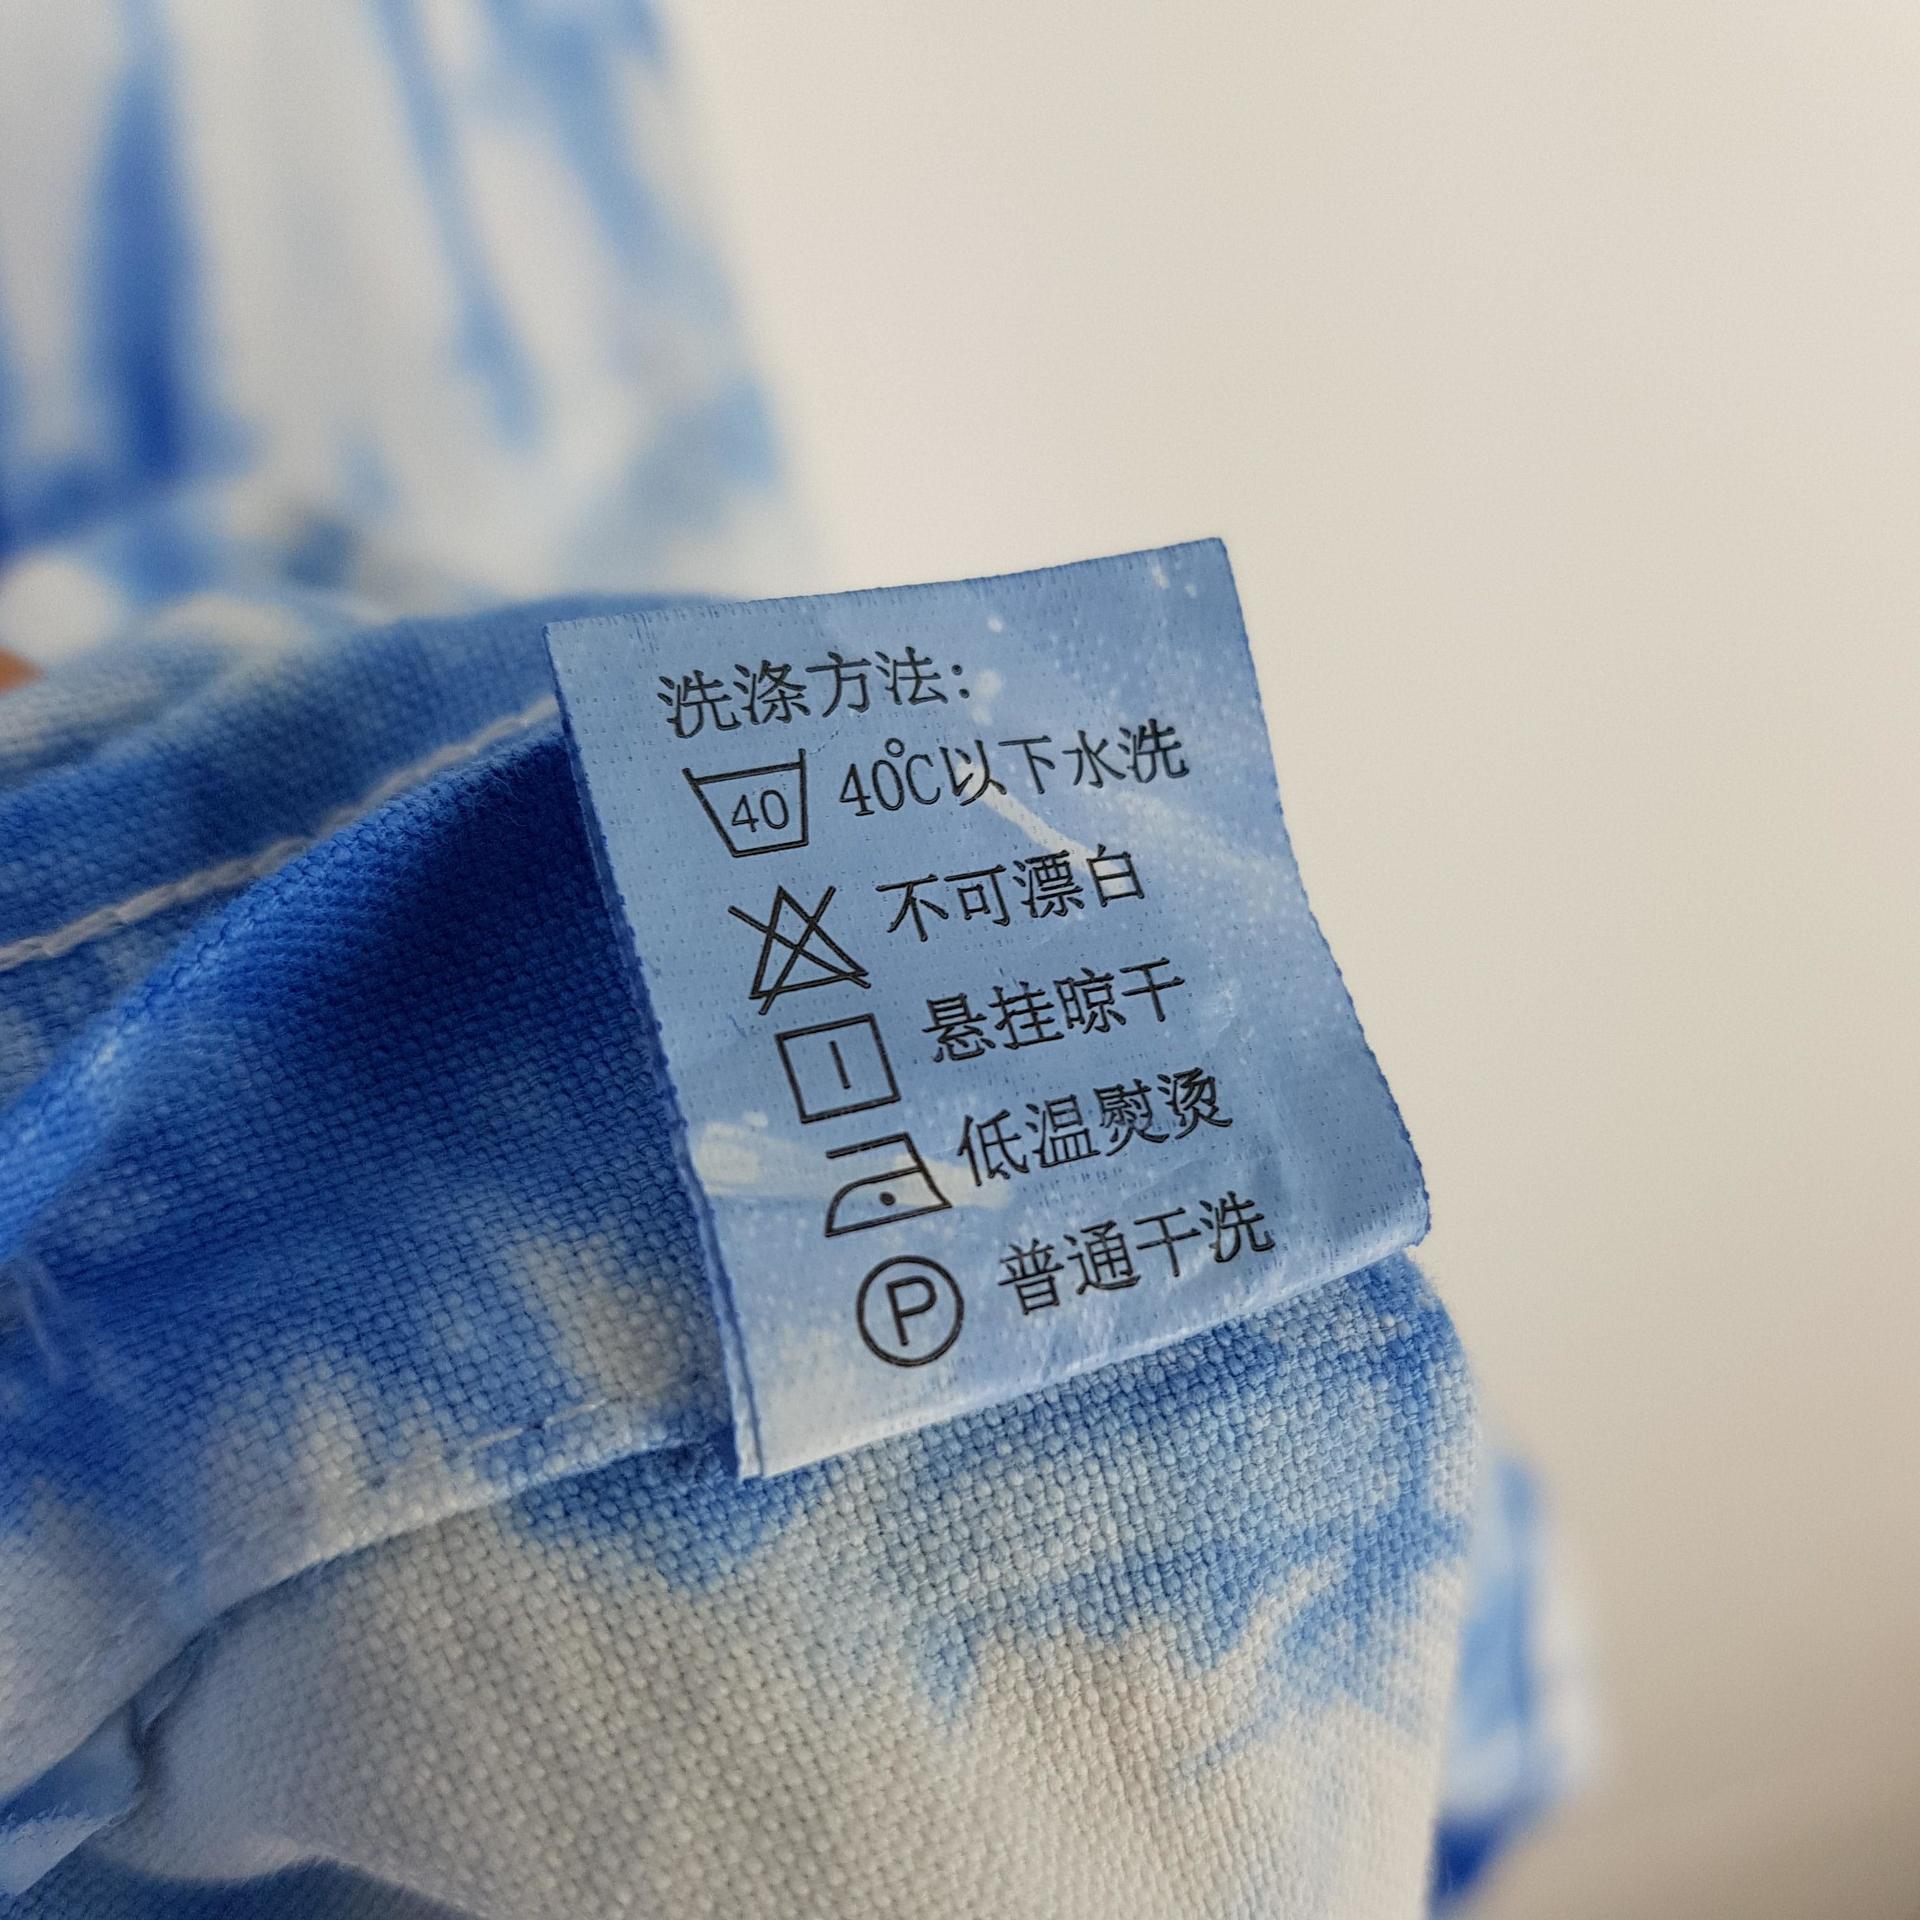 洗涤方法:
40 40℃以下水洗
不可漂白
悬挂晾干
低温熨烫
P 普通干洗